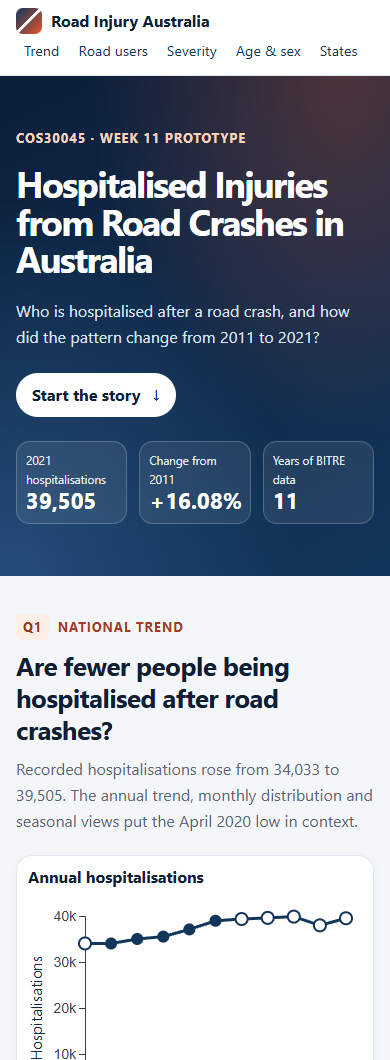 Road Injury Australia
Trend Road users Severity Age & sex States
COS30045 · WEEK 11 PROTOTYPE
Hospitalised Injuries
from Road Crashes in
Australia
Who is hospitalised after a road crash, and how
did the pattern change from 2011 to 2021?
Start the story ↓
2021
hospitalisations
39,505
Change from
2011
+16.08%
Years of BITRE
data
11
Q1 NATIONAL TREND
Are fewer people being
hospitalised after road
crashes?
Recorded hospitalisations rose from 34,033 to
39,505. The annual trend, monthly distribution and
seasonal views put the April 2020 low in context.
Annual hospitalisations
40k
30k
20k
10k
Hospitalisations